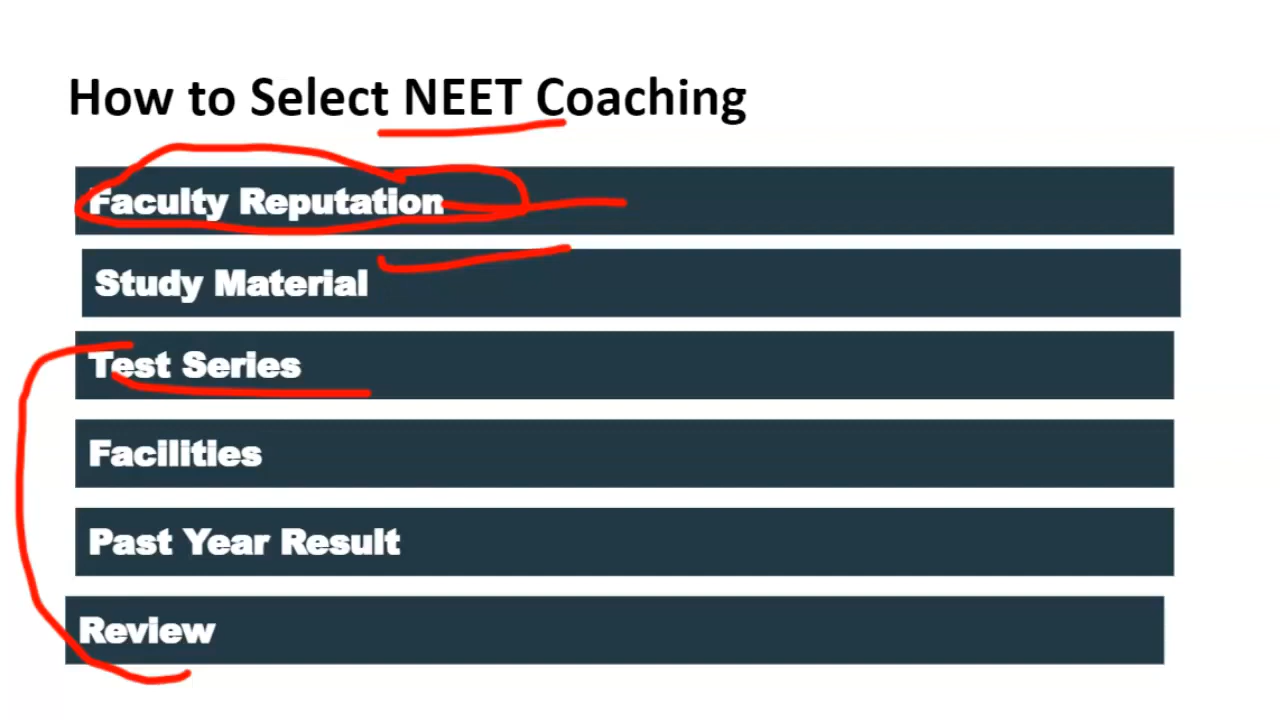 How to Select NEET Coaching
Faculty Reputation
Study Material
Test Series
Facilities
Past Year Result
Review